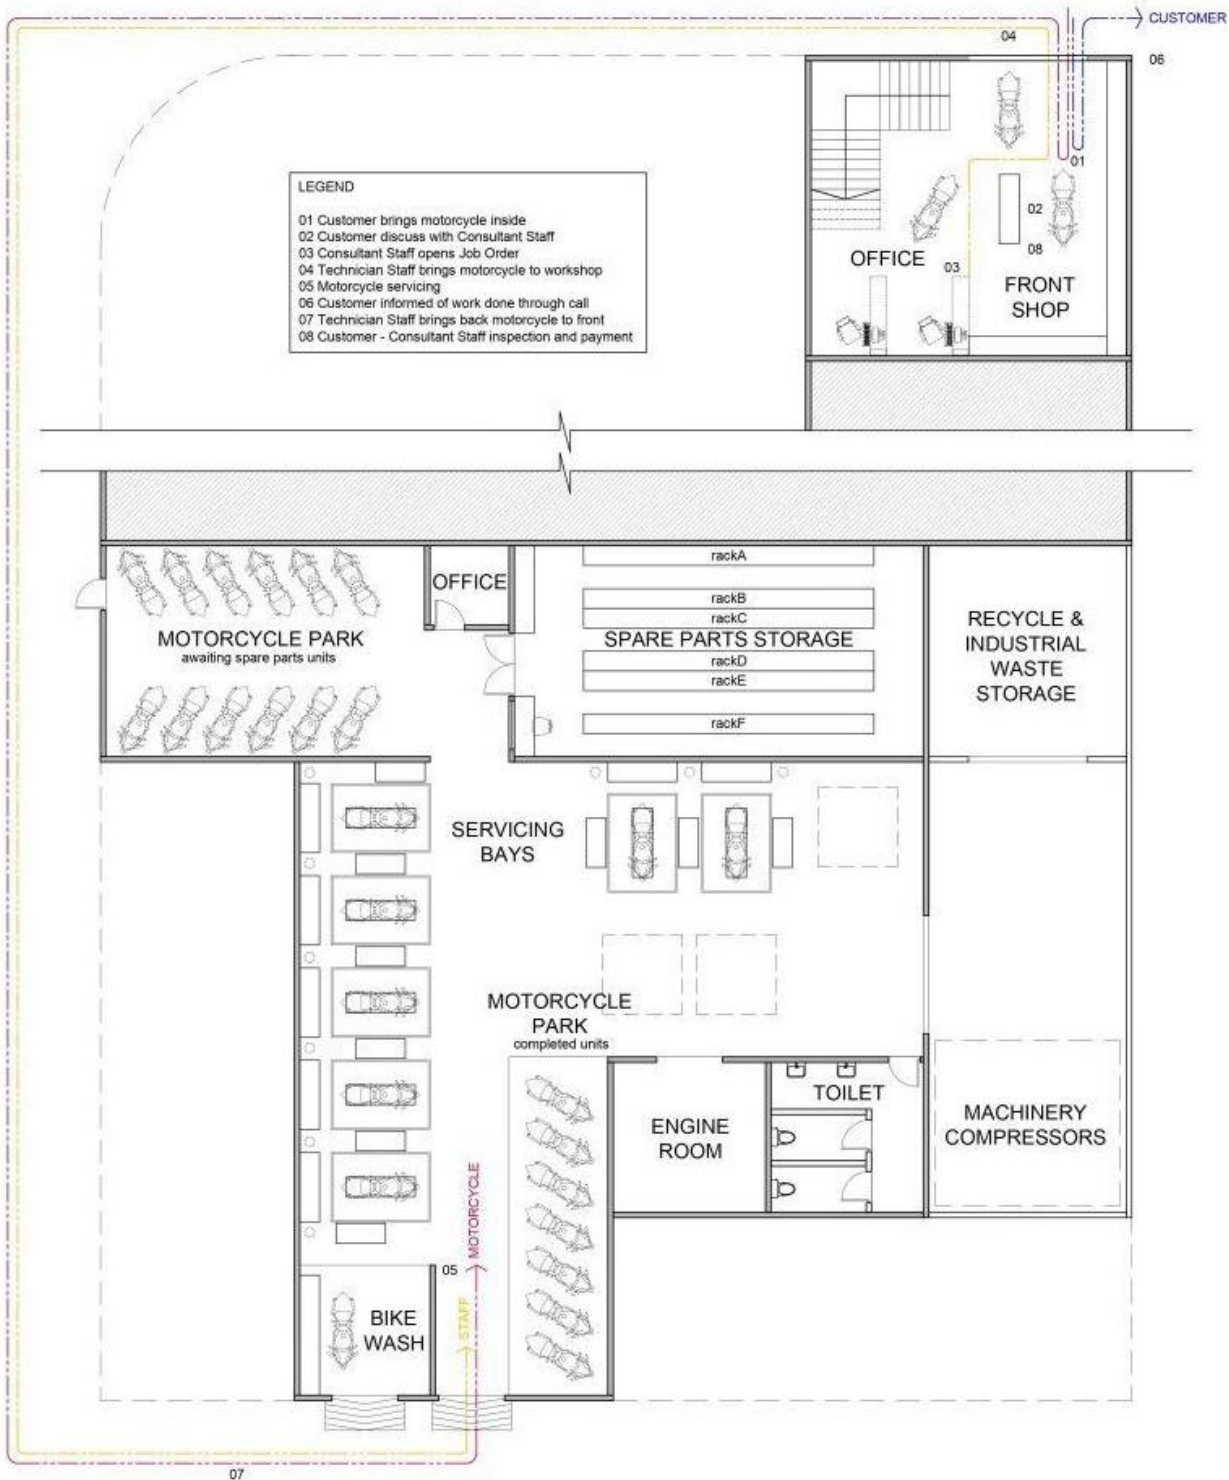 CUSTOMER
04
06
01
LEGEND
01 Customer brings motorcycle inside
02 Customer discuss with Consultant Staff
03 Consultant Staff opens Job Order
04 Technician Staff brings motorcycle to workshop
05 Motorcycle servicing
06 Customer informed of work done through call
07 Technician Staff brings back motorcycle to front
08 Customer - Consultant Staff inspection and payment
02
08
OFFICE
03
FRONT
SHOP
OFFICE
MOTORCYCLE PARK
awaiting spare parts units
rackA
rackB
rackC
SPARE PARTS STORAGE
rackD
rackE
rackF
RECYCLE &
INDUSTRIAL
WASTE
STORAGE
SERVICING
BAYS
MOTORCYCLE
PARK
completed units
ENGINE
ROOM
TOILET
MACHINERY
COMPRESSORS
MOTORCYCLE
05
STAFF
BIKE
WASH
07